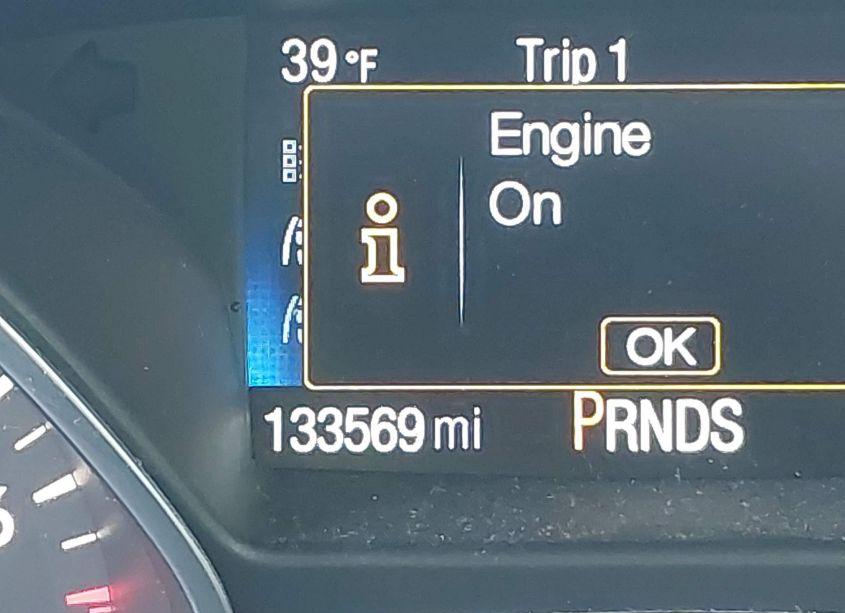 39 °F Trip 1
Engine
On
OK
133569 mi PRNDS